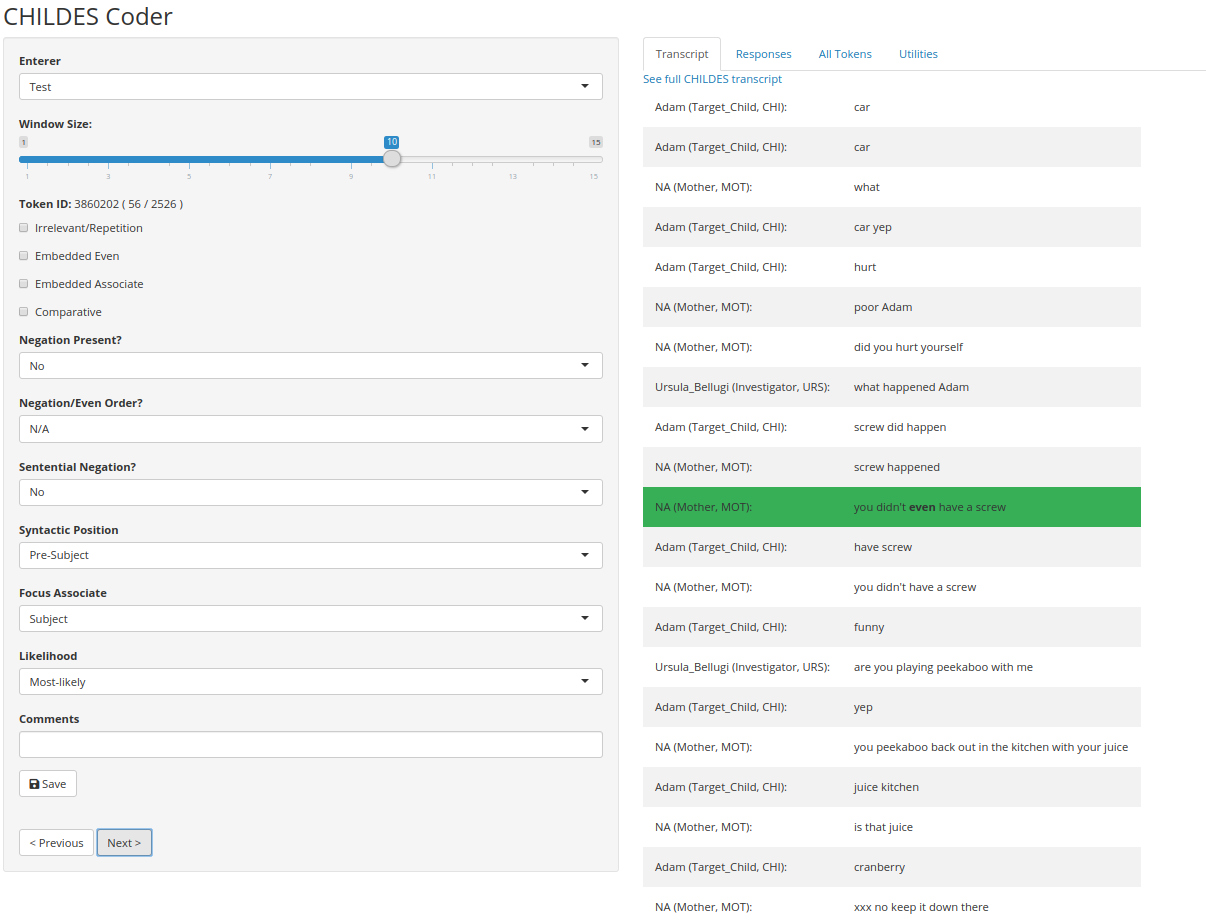 CHILDES Coder
Enterer
Test
Window Size:
1 10 15
1 3 5 7 9 11 13 15
Token ID: 3860202 ( 56 / 2526 )
Irrelevant/Repetition
Embedded Even
Embedded Associate
Comparative
Negation Present?
No
Negation/Even Order?
N/A
Sentential Negation?
No
Syntactic Position
Pre-Subject
Focus Associate
Subject
Likelihood
Most-likely
Comments
Save
< Previous Next >
Transcript Responses All Tokens Utilities
See full CHILDES transcript
Adam (Target_Child, CHI): car
Adam (Target_Child, CHI): car
NA (Mother, MOT): what
Adam (Target_Child, CHI): car yep
Adam (Target_Child, CHI): hurt
NA (Mother, MOT): poor Adam
NA (Mother, MOT): did you hurt yourself
Ursula_Bellugi (Investigator, URS): what happened Adam
Adam (Target_Child, CHI): screw did happen
NA (Mother, MOT): screw happened
NA (Mother, MOT): you didn't even have a screw
Adam (Target_Child, CHI): have screw
NA (Mother, MOT): you didn't have a screw
Adam (Target_Child, CHI): funny
Ursula_Bellugi (Investigator, URS): are you playing peekaboo with me
Adam (Target_Child, CHI): yep
NA (Mother, MOT): you peekaboo back out in the kitchen with your juice
Adam (Target_Child, CHI): juice kitchen
NA (Mother, MOT): is that juice
Adam (Target_Child, CHI): cranberry
NA (Mother, MOT): xxx no keep it down there